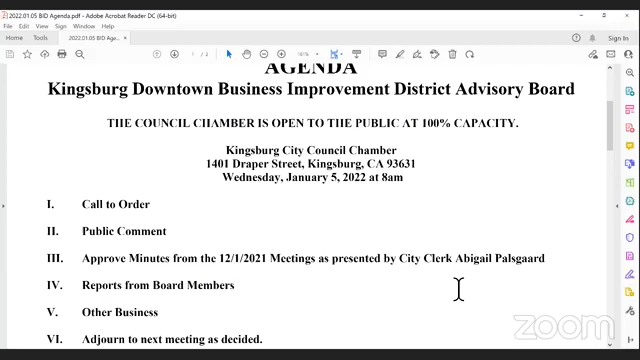 2022.01.05 BID Agenda.pdf - Adobe Acrobat Reader DC (64-bit)
File Edit View Sign Window Help
Home Tools 2022.01.05 BID Age... × Sign In
AGENDA
Kingsburg Downtown Business Improvement District Advisory Board
THE COUNCIL CHAMBER IS OPEN TO THE PUBLIC AT 100% CAPACITY.
Kingsburg City Council Chamber
1401 Draper Street, Kingsburg, CA 93631
Wednesday, January 5, 2022 at 8am
I. Call to Order
II. Public Comment
III. Approve Minutes from the 12/1/2021 Meetings as presented by City Clerk Abigail Palsgaard
IV. Reports from Board Members
V. Other Business
VI. Adjourn to next meeting as decided.
zoom